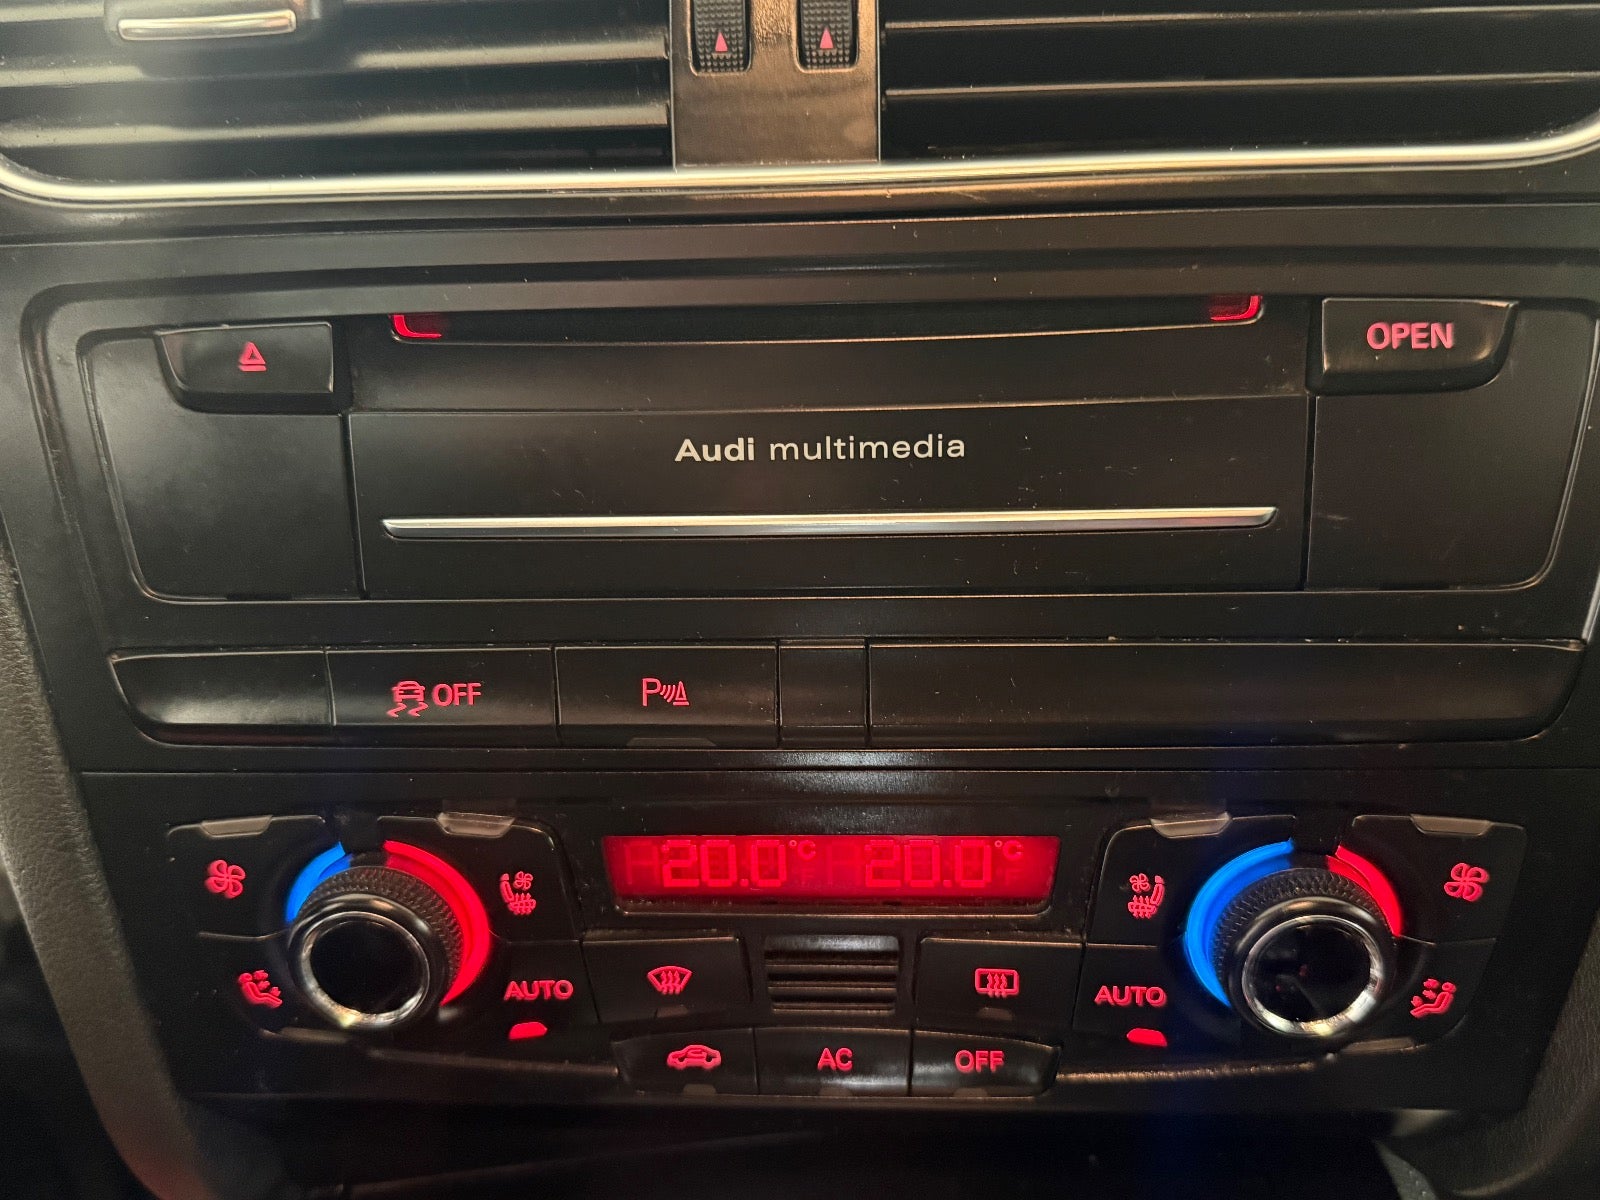 OPEN
Audi multimedia
OFF
P
20.0°C 20.0°C
AUTO
AUTO
AC
OFF